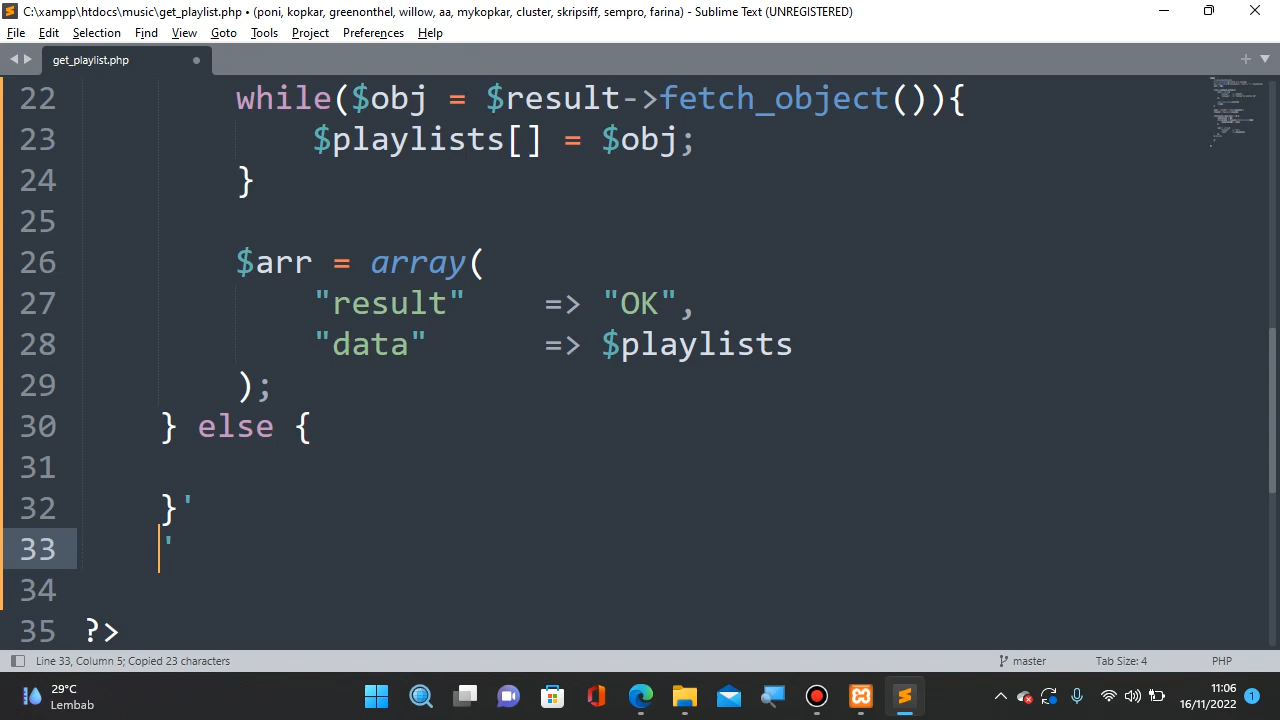 C:\xampp\htdocs\music\get_playlist.php • (poni, kopkar, greenonthel, willow, sa, mykopkar, cluster, skripsiff, sempro, farina) - Sublime Text (UNREGISTERED)
File Edit Selection Find View Goto Tools Project Preferences Help
get_playlist.php
22 while($obj = $result->fetch_object()){
23 $playlists[] = $obj;
24 }
25
26 $arr = array(
27 "result" => "OK",
28 "data" => $playlists
29 );
30 } else {
31
32 }'
33 '
34
35 ?>
Line 33, Column 5; Copied 23 characters master Tab Size: 4 PHP
29°C
Lembab
11:06
16/11/2022
1